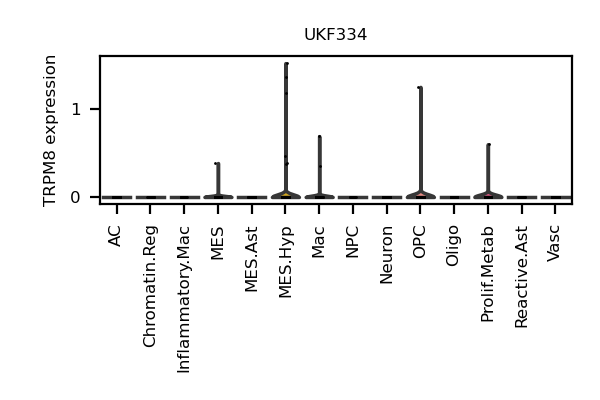 UKF334
TRPM8 expression
1
0
AC
Chromatin.Reg
Inflammatory.Mac
MES
MES.Ast
MES.Hyp
Mac
NPC
Neuron
OPC
Oligo
Prolif.Metab
Reactive.Ast
Vasc